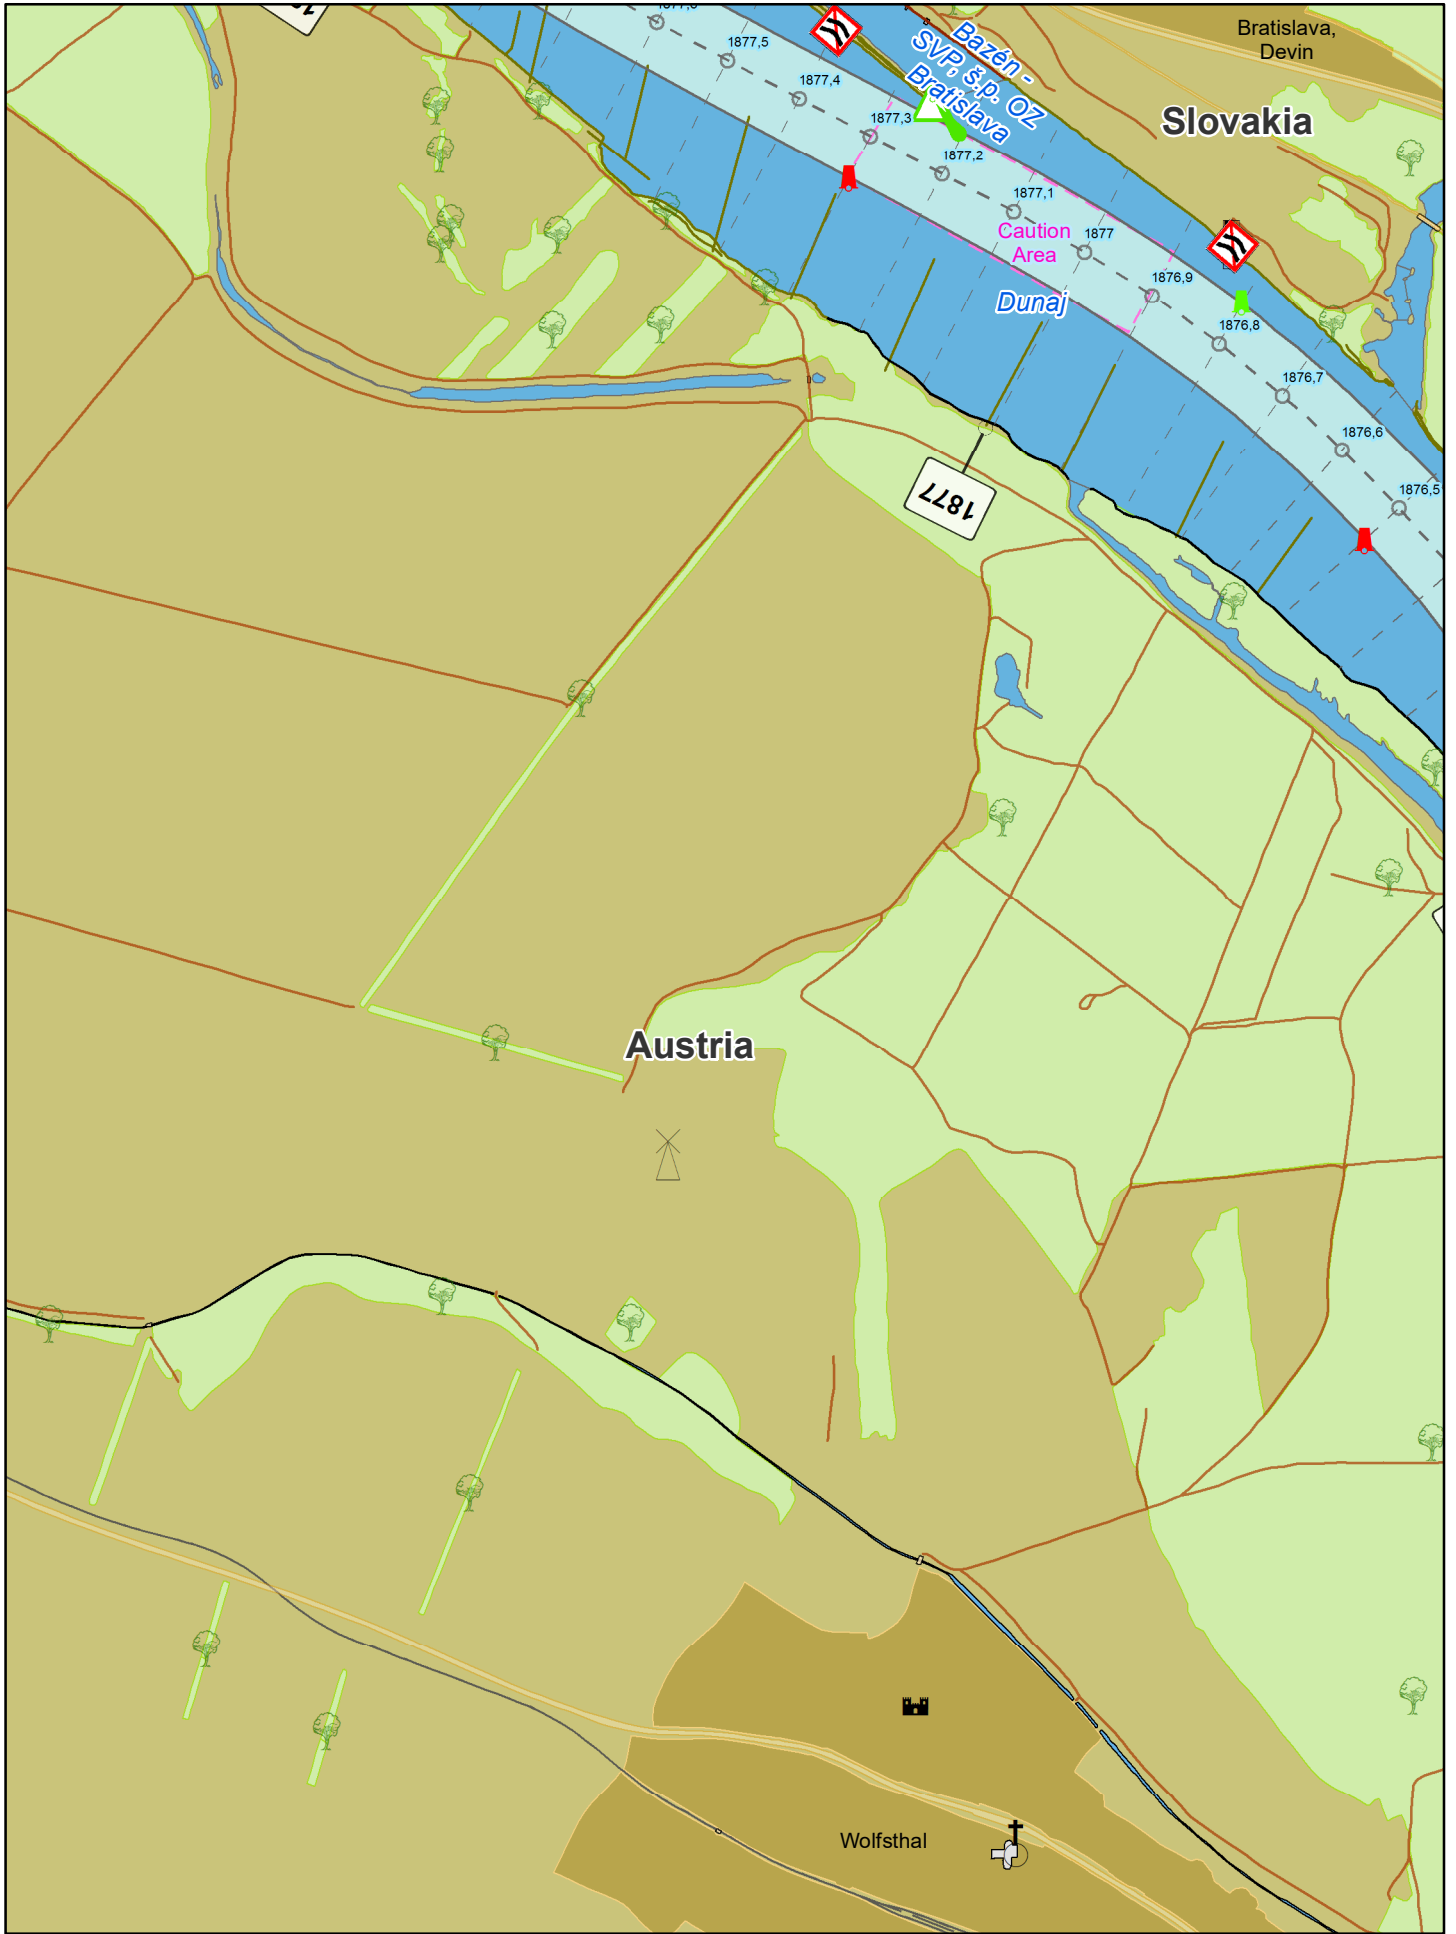 Bratislava,
Devin
Bazén -
SVP, š.p. OZ
Bratislava
Slovakia
1877,5
1877,4
1877,3
1877,2
1877,1
1877
1876,9
1876,8
1876,7
1876,6
1876,5
Caution
Area
Dunaj
1877
Austria
Wolfsthal